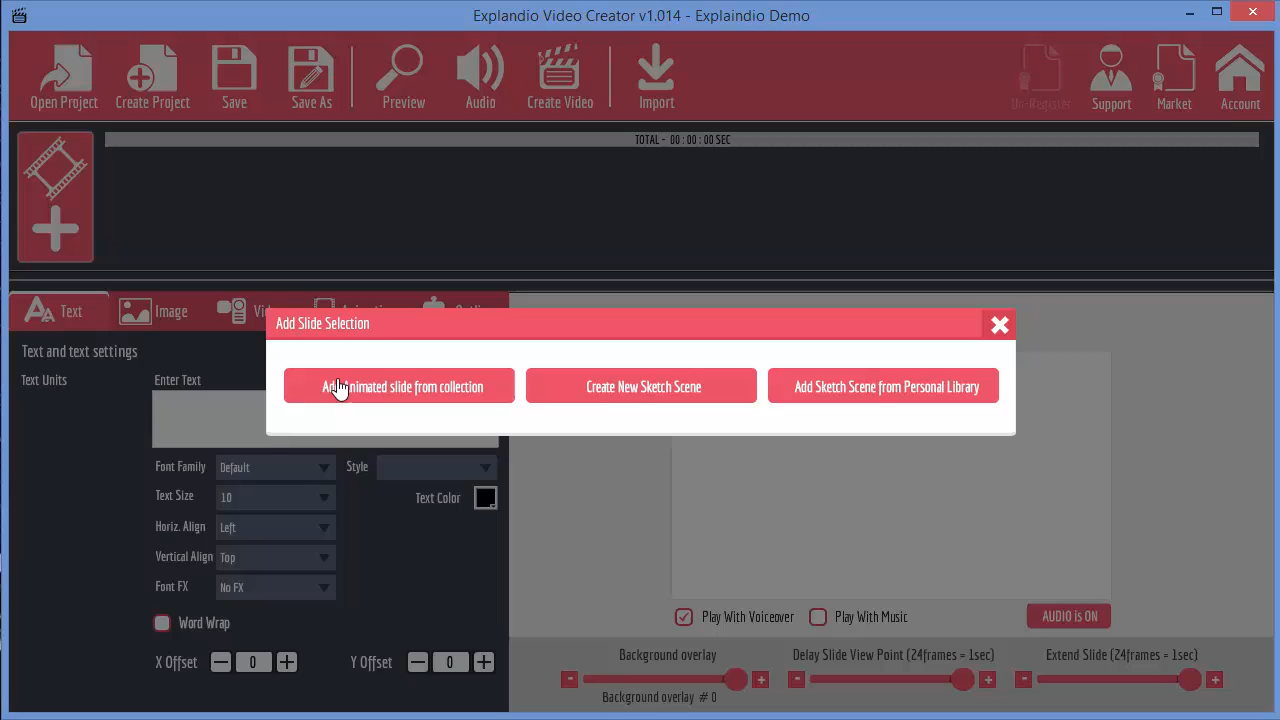 Explandio Video Creator v1.014 - Explaindio Demo
Open Project
Create Project
Save
Save As
Preview
Audio
Create Video
Import
Un-Register
Support
Market
Account
TOTAL - 00 : 00 : 00 SEC
Text
Image
Add Slide Selection
Text and text settings
Text Units
Enter Text
Add Animated slide from collection
Create New Sketch Scene
Add Sketch Scene from Personal Library
Font Family
Default
Style
Text Size
10
Text Color
Horiz. Align
Left
Vertical Align
Top
Font FX
No FX
Word Wrap
Play With Voiceover
Play With Music
AUDIO is ON
X Offset
0
Y Offset
0
Background overlay
Delay Slide View Point (24frames = 1sec)
Extend Slide (24frames = 1sec)
Background overlay # 0